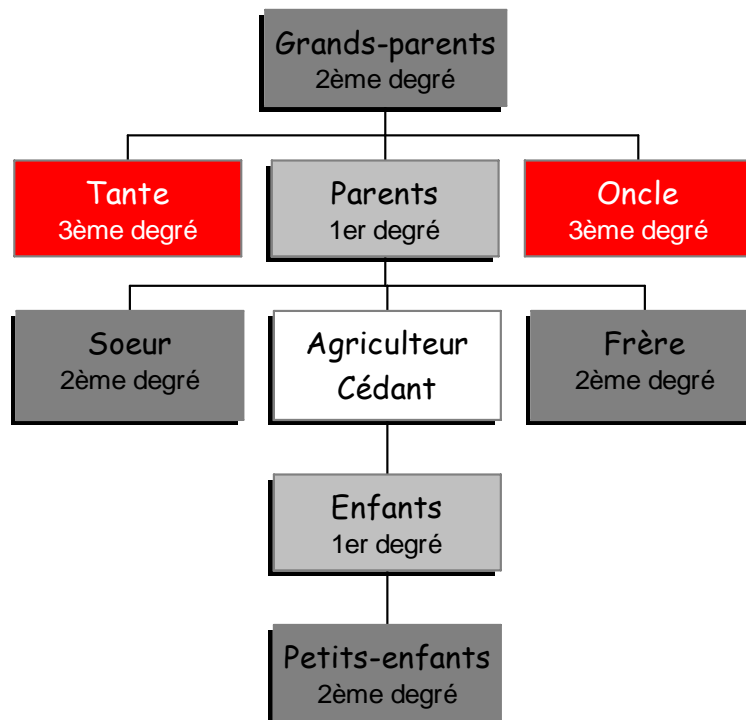 Grands-parents
2ème degré
Tante
3ème degré
Parents
1er degré
Oncle
3ème degré
Soeur
2ème degré
Agriculteur
Cédant
Frère
2ème degré
Enfants
1er degré
Petits-enfants
2ème degré